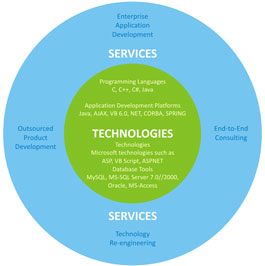 Enterprise
Application
Development
SERVICES
Programming Languages
C, C++, C#, Java
Application Development Platforms
Java, AJAX, VB 6.0, NET, CORBA, SPRING
TECHNOLOGIES
Technologies
Microsoft technologies such as
ASP, VB Script, ASPNET
Database Tools
MySQL, MS-SQL Server 7.0//2000,
Oracle, MS-Access
Outsourced
Product
Development
End-to-End
Consulting
SERVICES
Technology
Re-engineering